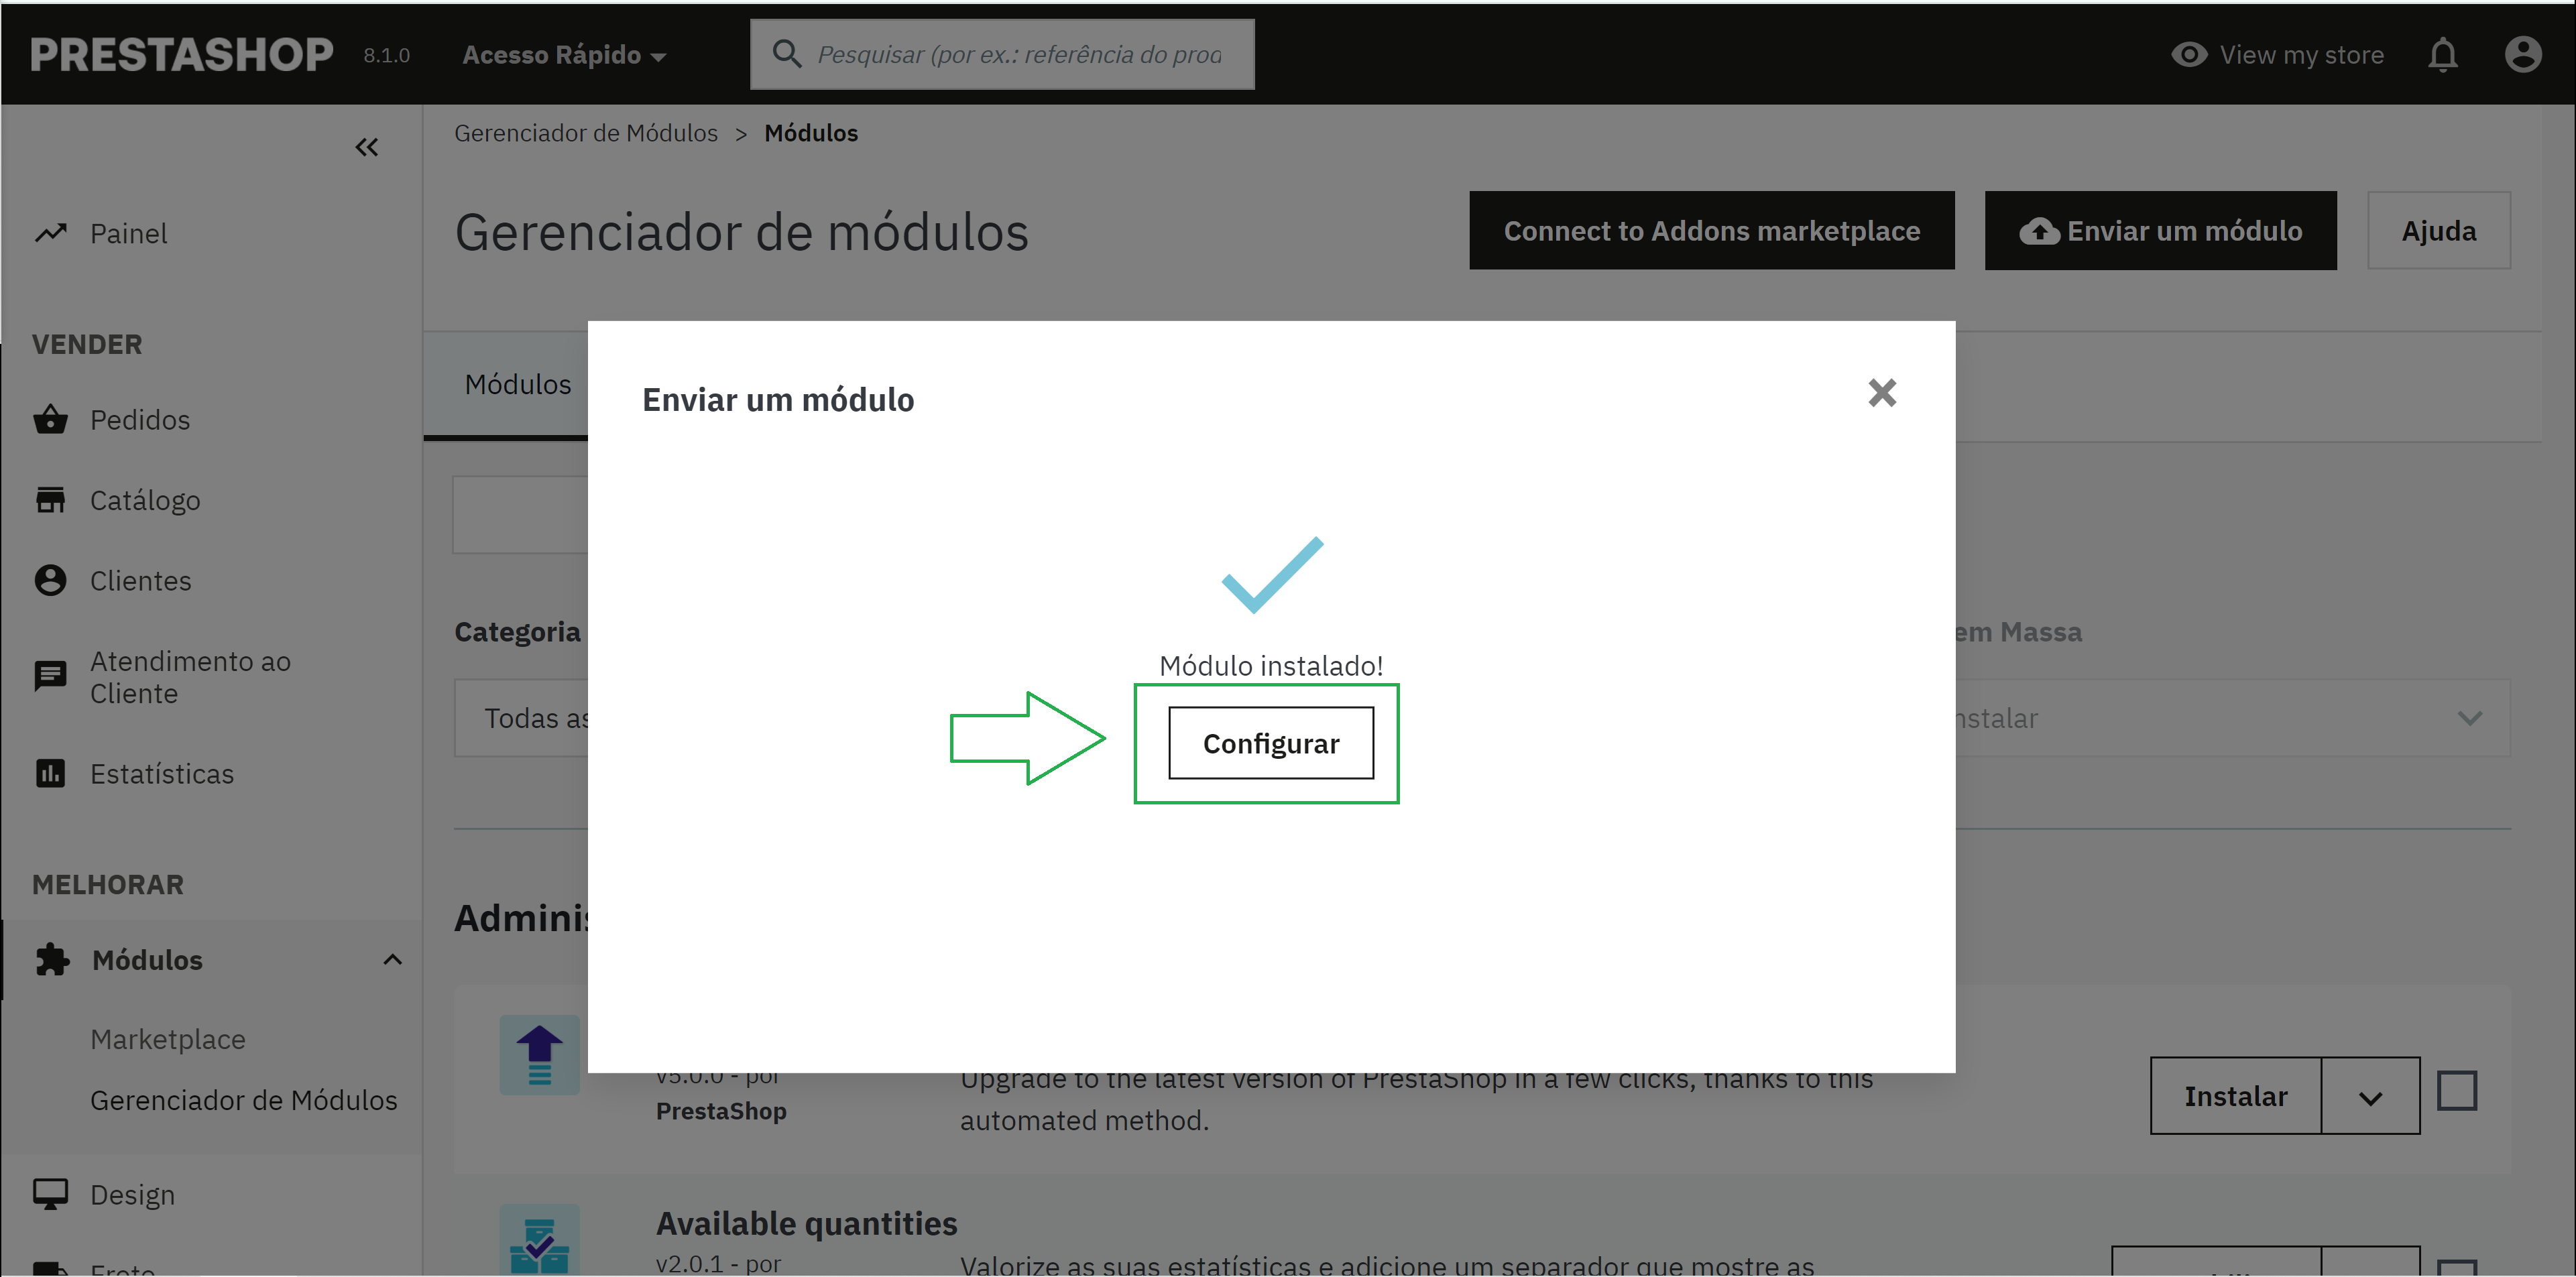 PRESTASHOP 8.1.0 Acesso Rápido Pesquisar (por ex.: referência do prod View my store
Gerenciador de Módulos > Módulos
Painel
Gerenciador de módulos
Connect to Addons marketplace
Enviar um módulo
Ajuda
VENDER
Pedidos
Catálogo
Clientes
Atendimento ao
Cliente
Estatísticas
MELHORAR
Módulos
Marketplace
Gerenciador de Módulos
Design
Módulos
Enviar um módulo
Módulo instalado!
Configurar
Categoria
em Massa
Todas as
nstalar
Adminis
v5.0.0 - por
PrestaShop
Upgrade to the latest version of PrestaShop in a few clicks, thanks to this
automated method.
Instalar
Available quantities
v2.0.1 - por
Valorize as suas estatísticas e adicione um separador que mostre as